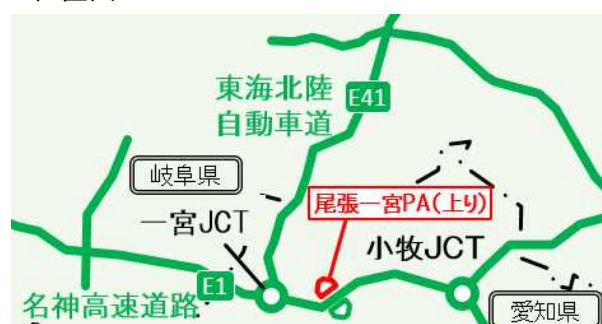 東海北陸
自動車道
E41
岐阜県
尾張一宮PA(上り)
一宮JCT
小牧JCT
E1
名神高速道路
愛知県